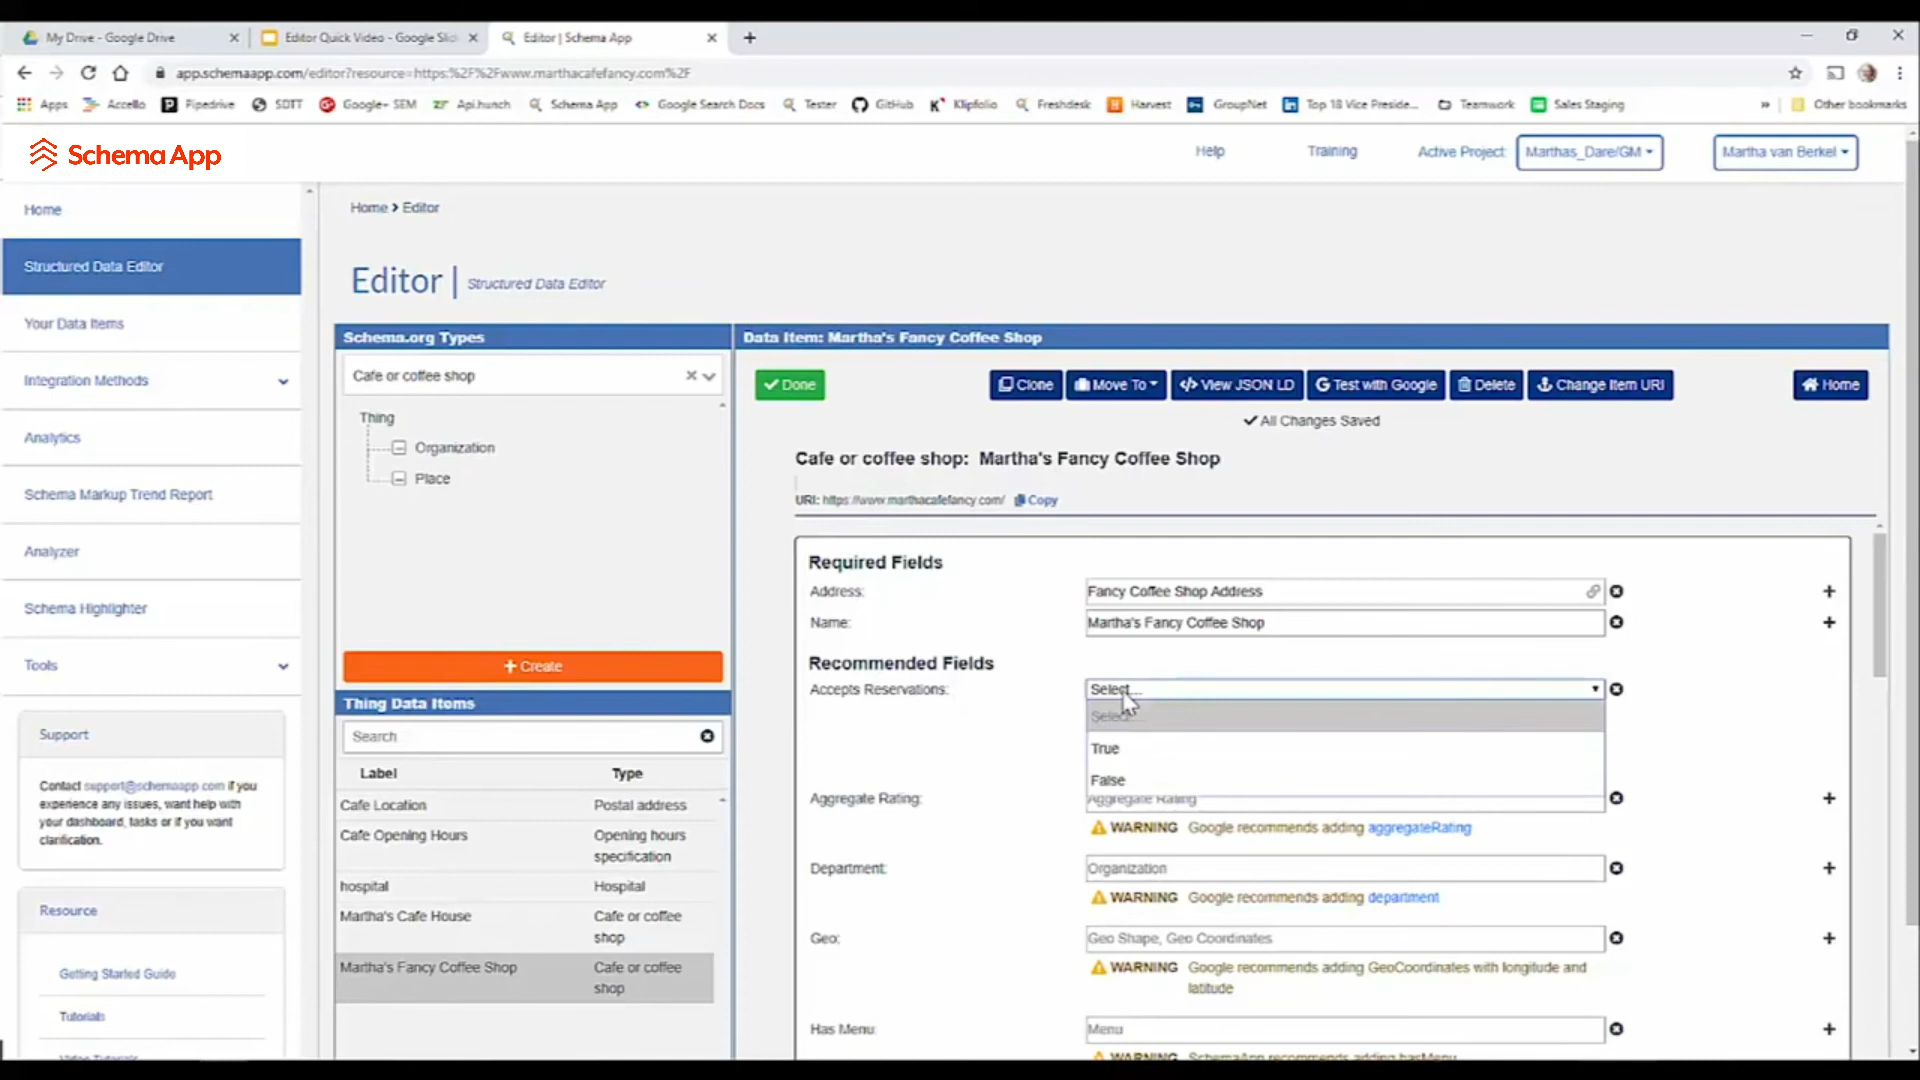 My Drive - Google Drive
Editor Quick Video - Google Slid
Editor | Schema App
app.schemaapp.com/editor?resource=https:%2F%2Fwww.marthacafefancy.com%2F
Apps Accello Pipedrive SDTT Google+ SEM Api.hunch Schema App Google Search Docs Tester GitHub Klipfolio Freshdesk Harvest GroupNet Top 18 Vice Preside... Teamwork Sales Staging » Other bookmarks
Schema App
Help Training Active Project: Marthas_Dare/GM Martha van Berkel
Home
Structured Data Editor
Your Data Items
Integration Methods
Analytics
Schema Markup Trend Report
Analyzer
Schema Highlighter
Tools
Support
Contact support@schemaapp.com if you
experience any issues, want help with
your dashboard, tasks or if you want
clarification.
Resource
Getting Started Guide
Tutorials
Video Tutorials
Home > Editor
Editor | Structured Data Editor
Schema.org Types
Cafe or coffee shop
Thing
Organization
Place
+ Create
Thing Data Items
Search
Label Type
Cafe Location Postal address
Cafe Opening Hours Opening hours
specification
hospital Hospital
Martha's Cafe House Cafe or coffee
shop
Martha's Fancy Coffee Shop Cafe or coffee
shop
Data Item: Martha's Fancy Coffee Shop
Done Clone Move To </> View JSON LD G Test with Google Delete Change Item URI Home
All Changes Saved
Cafe or coffee shop: Martha's Fancy Coffee Shop
URI: https://www.marthacafefancy.com/ Copy
Required Fields
Address: Fancy Coffee Shop Address
Name: Martha's Fancy Coffee Shop
Recommended Fields
Accepts Reservations: Select...
Select...
True
False
Aggregate Rating: Aggregate Rating
WARNING Google recommends adding aggregateRating
Department: Organization
WARNING Google recommends adding department
Geo: Geo Shape, Geo Coordinates
WARNING Google recommends adding GeoCoordinates with longitude and
latitude
Has Menu: Menu
WARNING SchemaApp recommends adding hasMenu